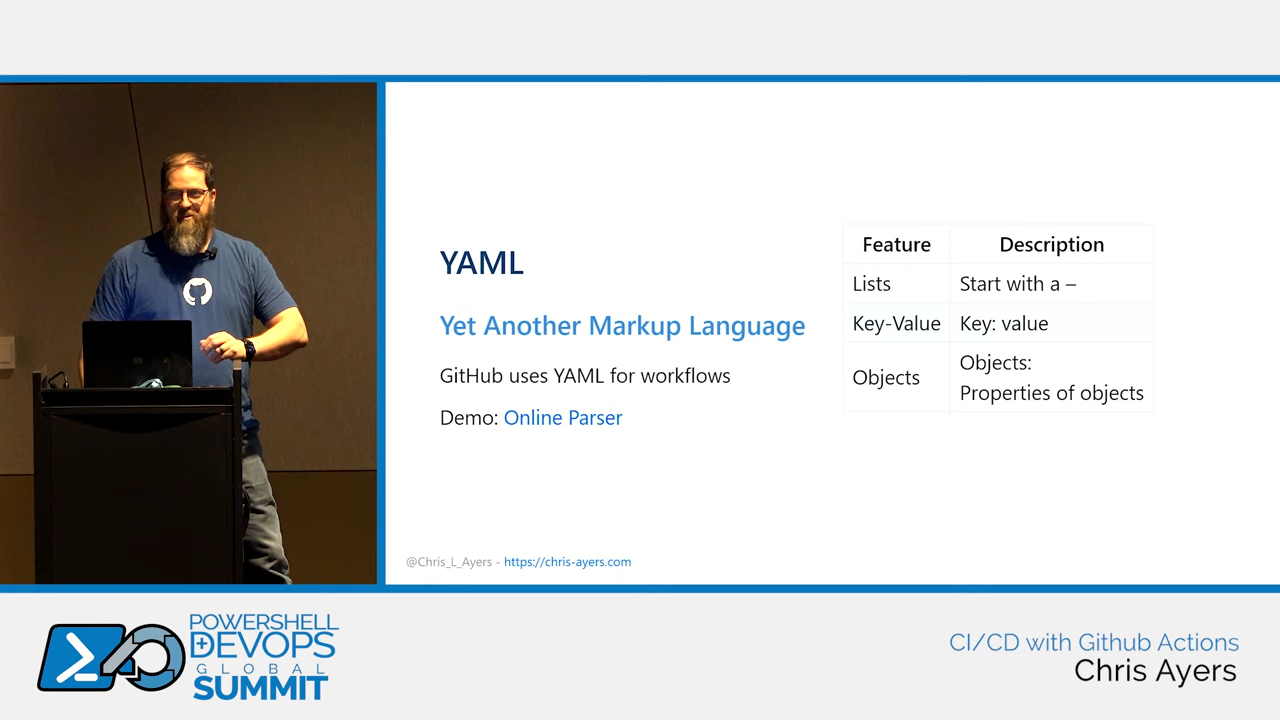 YAML
Yet Another Markup Language
GitHub uses YAML for workflows
Demo: Online Parser
Feature Description
Lists Start with a –
Key-Value Key: value
Objects Objects:
Properties of objects
@Chris_L_Ayers - https://chris-ayers.com
POWERSHELL
+DEVOPS
GLOBAL
SUMMIT
CI/CD with Github Actions
Chris Ayers